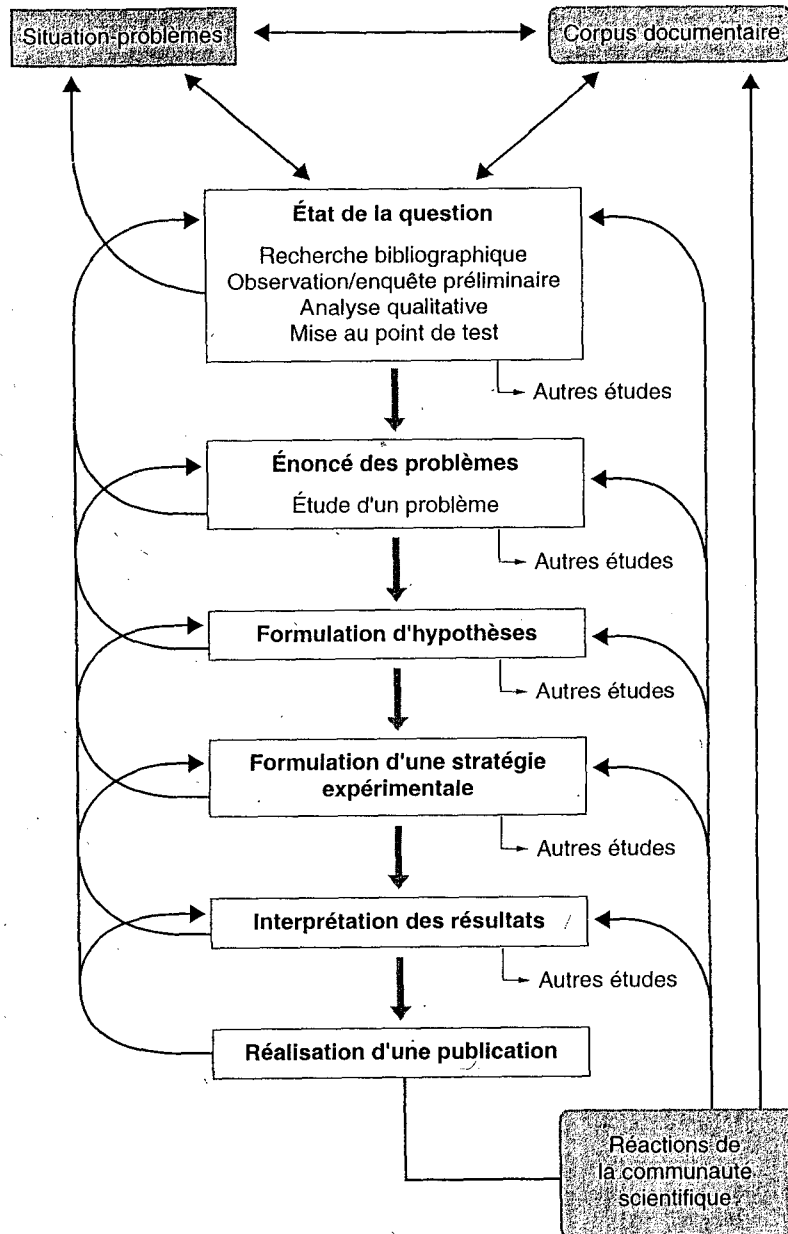 Situation-problèmes
Corpus documentaire
État de la question
Recherche bibliographique
Observation/enquête préliminaire
Analyse qualitative
Mise au point de test
Autres études
Énoncé des problèmes
Étude d'un problème
Autres études
Formulation d'hypothèses
Autres études
Formulation d'une stratégie
expérimentale
Autres études
Interprétation des résultats
Autres études
Réalisation d'une publication
Réactions de
la communauté
scientifique